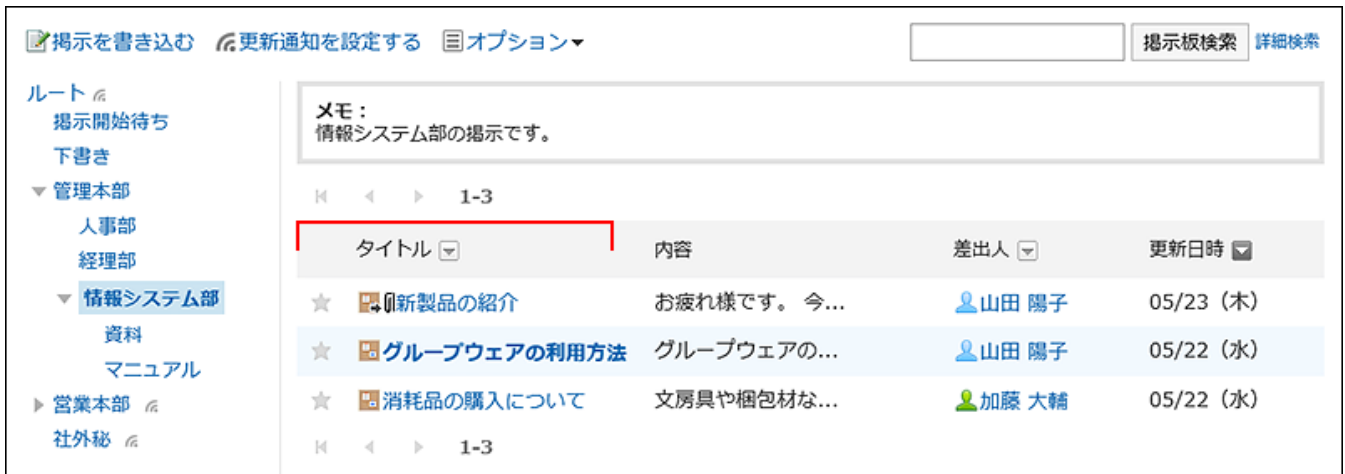 掲示を書き込む 更新通知を設定する オプション 掲示板検索 詳細検索
ルート
掲示開始待ち
下書き
管理本部
人事部
経理部
情報システム部
資料
マニュアル
営業本部
社外秘
メモ：
情報システム部の掲示です。
1-3
タイトル 内容 差出人 更新日時
新製品の紹介 お疲れ様です。 今... 山田 陽子 05/23（木）
グループウェアの利用方法 グループウェアの... 山田 陽子 05/22（水）
消耗品の購入について 文房具や梱包材な... 加藤 大輔 05/22（水）
1-3